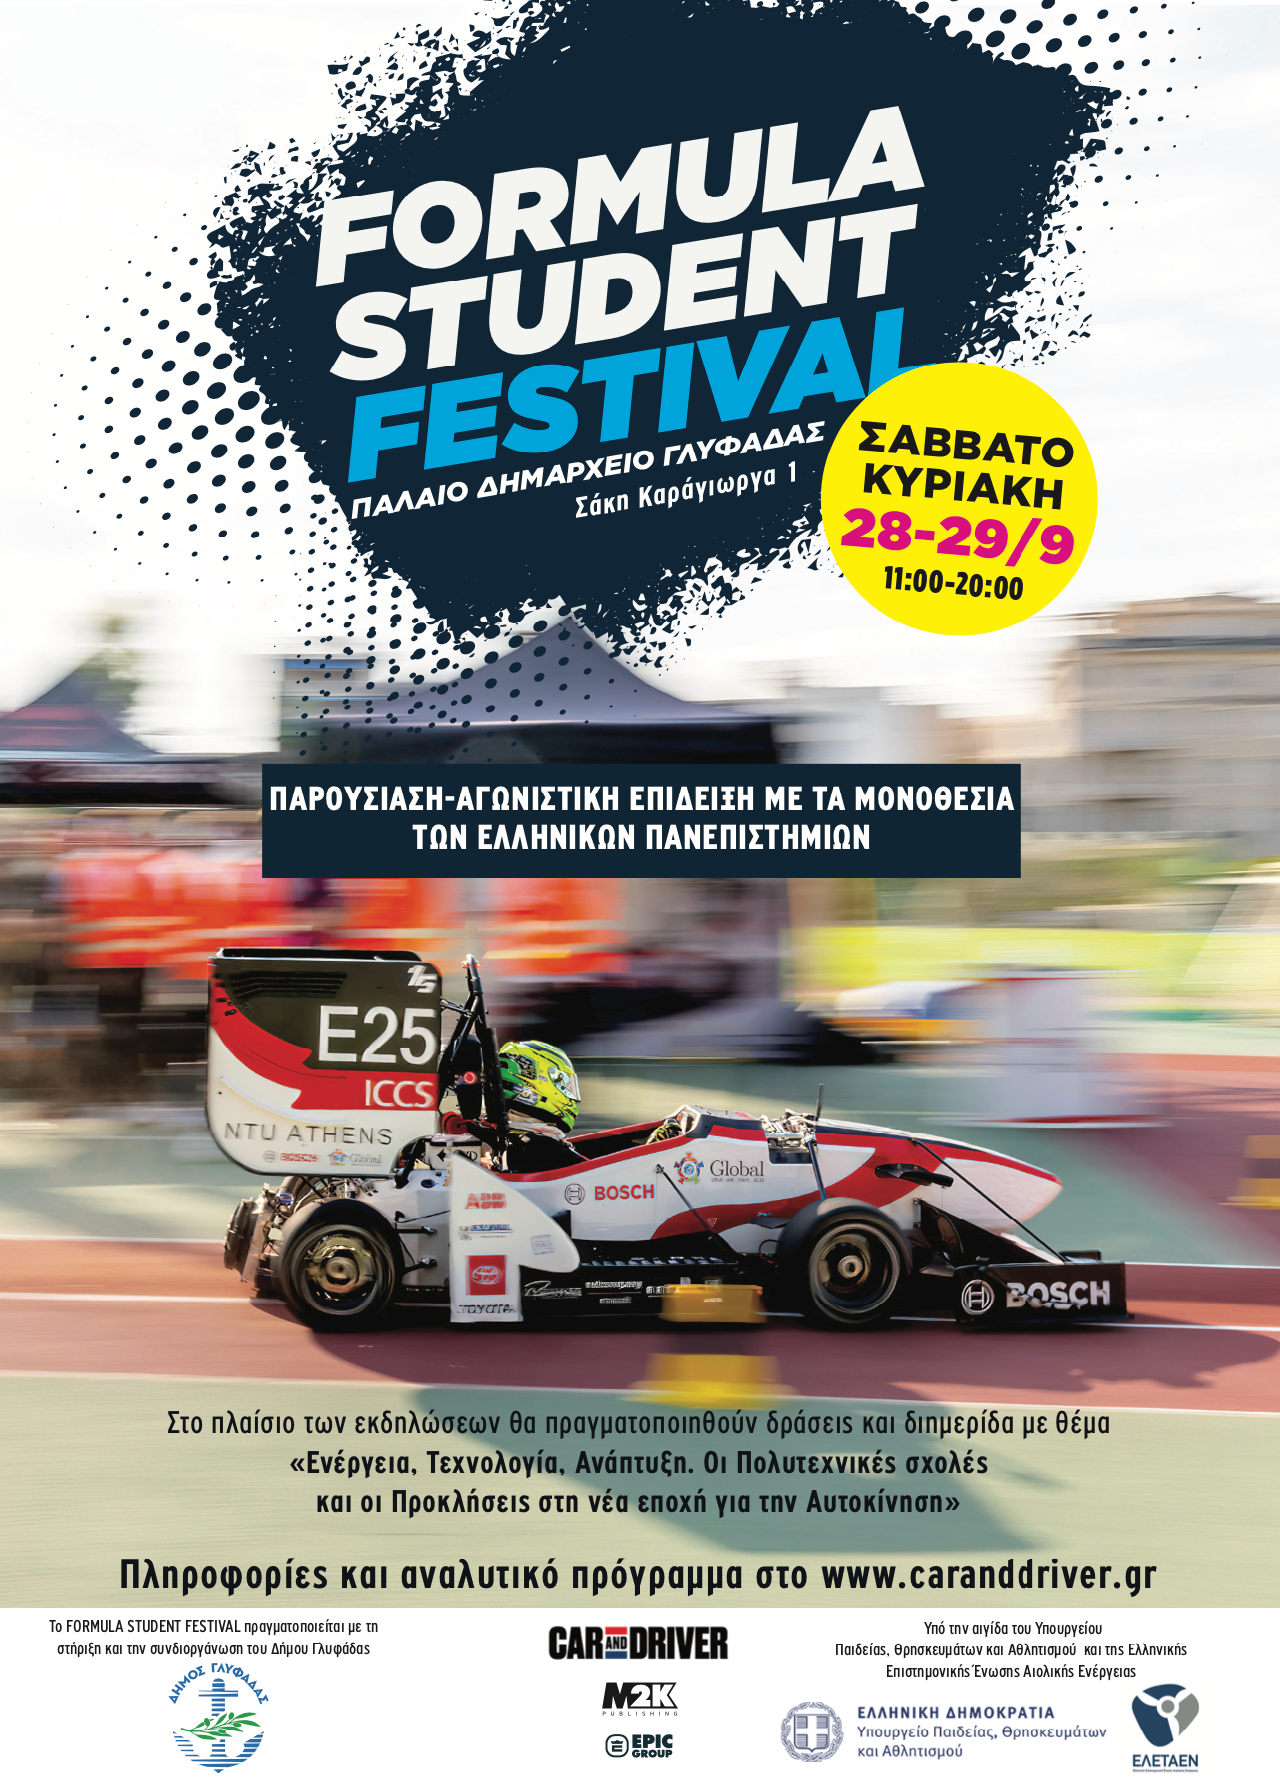 FORMULA
STUDENT
FESTIVAL
ΠΑΛΑΙΟ ΔΗΜΑΡΧΕΙΟ ΓΛΥΦΑΔΑΣ
Σάκη Καράγιωργα 1
ΣΑΒΒΑΤΟ
ΚΥΡΙΑΚΗ
28-29/9
11:00-20:00
ΠΑΡΟΥΣΙΑΣΗ-ΑΓΩΝΙΣΤΙΚΗ ΕΠΙΔΕΙΞΗ ΜΕ ΤΑ ΜΟΝΟΘΕΣΙΑ
ΤΩΝ ΕΛΛΗΝΙΚΩΝ ΠΑΝΕΠΙΣΤΗΜΙΩΝ
15
E25
ICCS
NTU ATHENS
BOSCH
Global
BOSCH
ABB
TOYOTA
BOSCH
Στο πλαίσιο των εκδηλώσεων θα πραγματοποιηθούν δράσεις και διημερίδα με θέμα
«Ενέργεια, Τεχνολογία, Ανάπτυξη. Οι Πολυτεχνικές σχολές
και οι Προκλήσεις στη νέα εποχή για την Αυτοκίνηση»
Πληροφορίες και αναλυτικό πρόγραμμα στο www.caranddriver.gr
Το FORMULA STUDENT FESTIVAL πραγματοποιείται με τη
στήριξη και την συνδιοργάνωση του Δήμου Γλυφάδας
ΔΗΜΟΣ ΓΛΥΦΑΔΑΣ
CAR AND DRIVER
M2K
PUBLISHING
EPIC
GROUP
Υπό την αιγίδα του Υπουργείου
Παιδείας, Θρησκευμάτων και Αθλητισμού και της Ελληνικής
Επιστημονικής Ένωσης Αιολικής Ενέργειας
ΕΛΛΗΝΙΚΗ ΔΗΜΟΚΡΑΤΙΑ
Υπουργείο Παιδείας, Θρησκευμάτων
και Αθλητισμού
ΕΛΕΤΑΕΝ